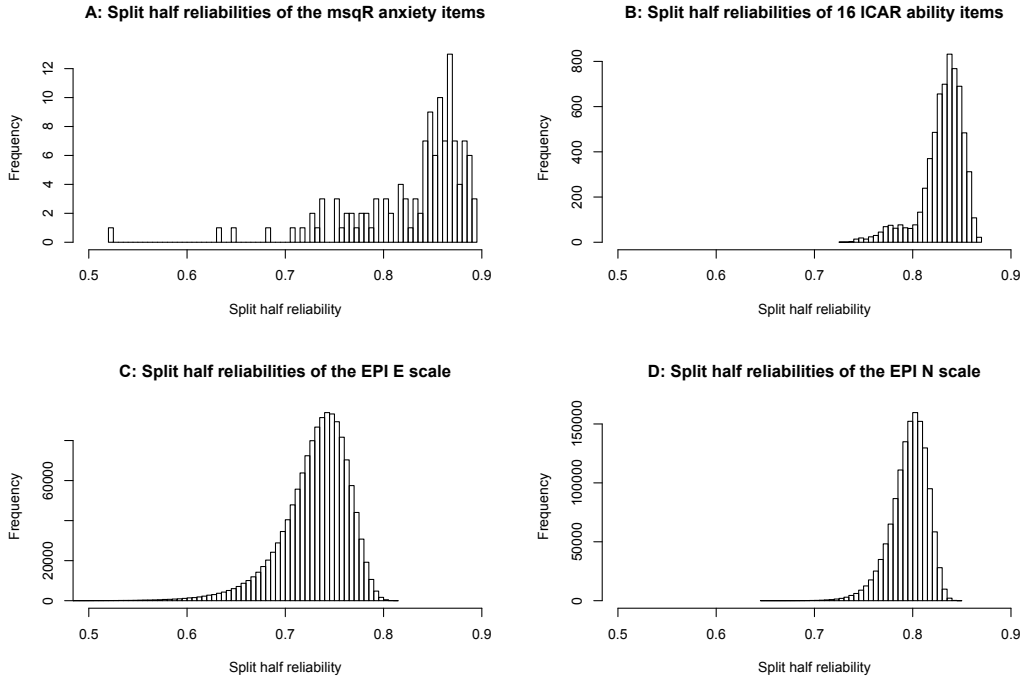 A: Split half reliabilities of the msqR anxiety items
Frequency
0 2 4 6 8 10 12
0.5 0.6 0.7 0.8 0.9
Split half reliability
B: Split half reliabilities of 16 ICAR ability items
Frequency
0 200 400 600 800
0.5 0.6 0.7 0.8 0.9
Split half reliability
C: Split half reliabilities of the EPI E scale
Frequency
0 20000 60000
0.5 0.6 0.7 0.8 0.9
Split half reliability
D: Split half reliabilities of the EPI N scale
Frequency
0 50000 100000 150000
0.5 0.6 0.7 0.8 0.9
Split half reliability